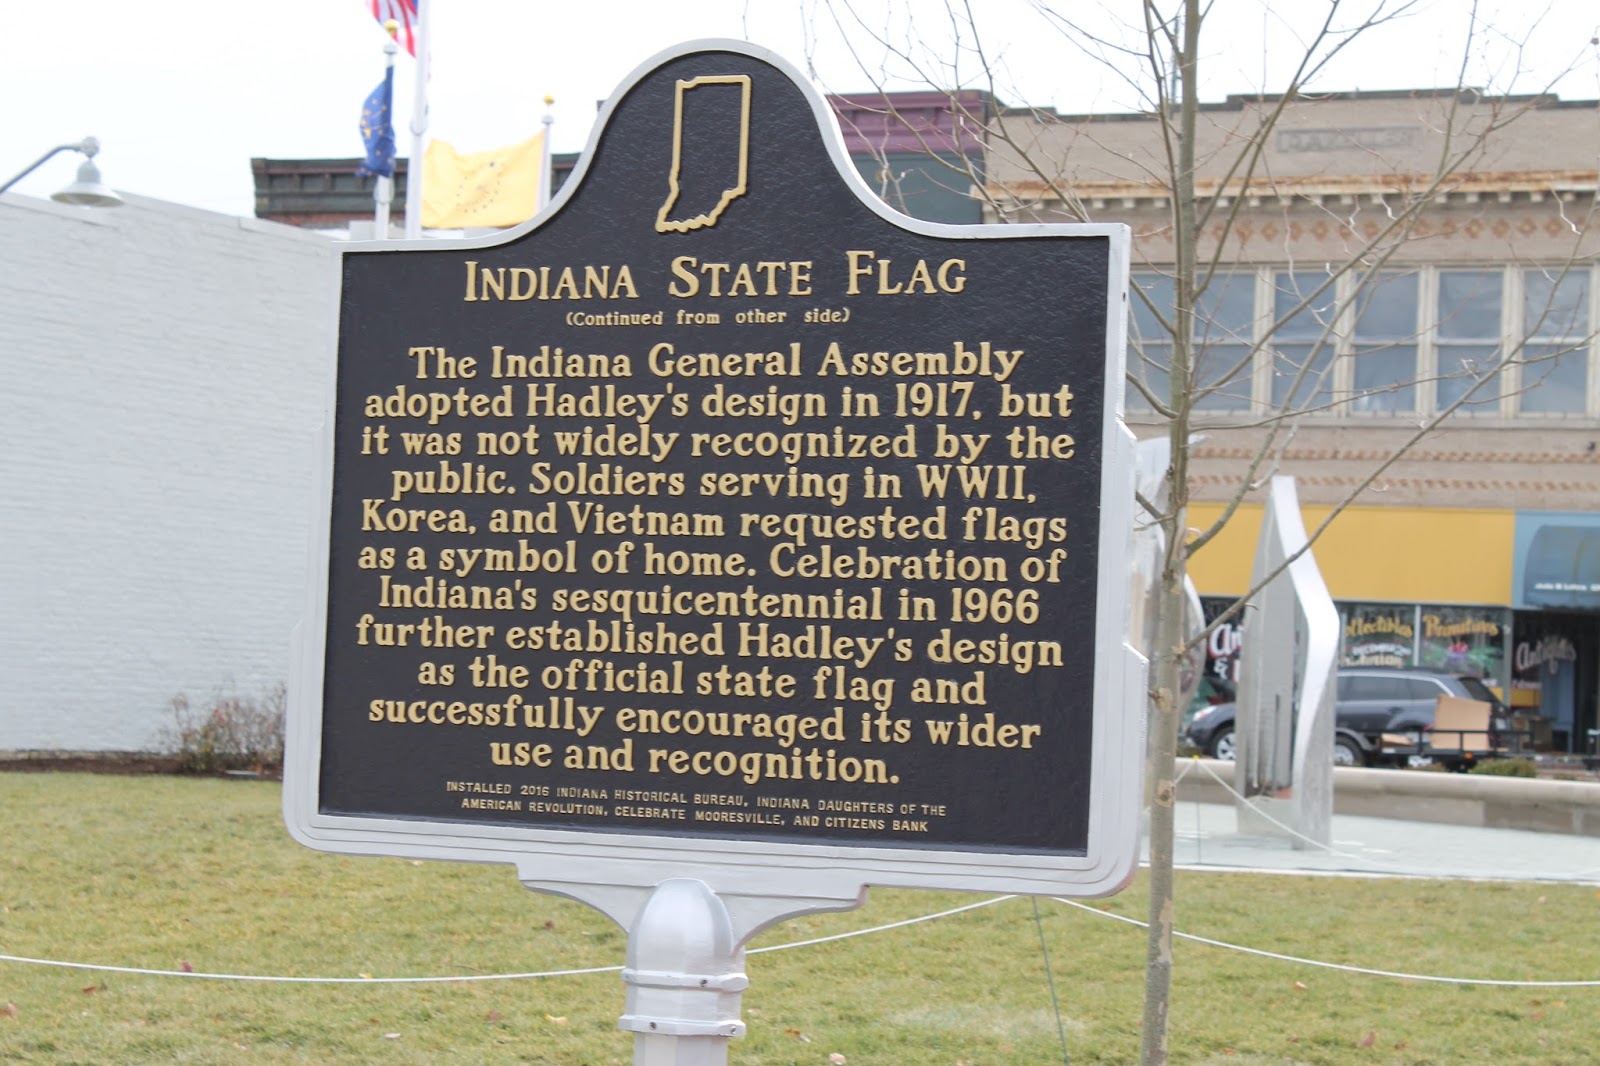 INDIANA STATE FLAG
(Continued from other side)
The Indiana General Assembly
adopted Hadley's design in 1917, but
it was not widely recognized by the
public. Soldiers serving in WWII,
Korea, and Vietnam requested flags
as a symbol of home. Celebration of
Indiana's sesquicentennial in 1966
further established Hadley's design
as the official state flag and
successfully encouraged its wider
use and recognition.
INSTALLED 2016 INDIANA HISTORICAL BUREAU, INDIANA DAUGHTERS OF THE
AMERICAN REVOLUTION, CELEBRATE MOORESVILLE, AND CITIZENS BANK
Primitives
Antiques